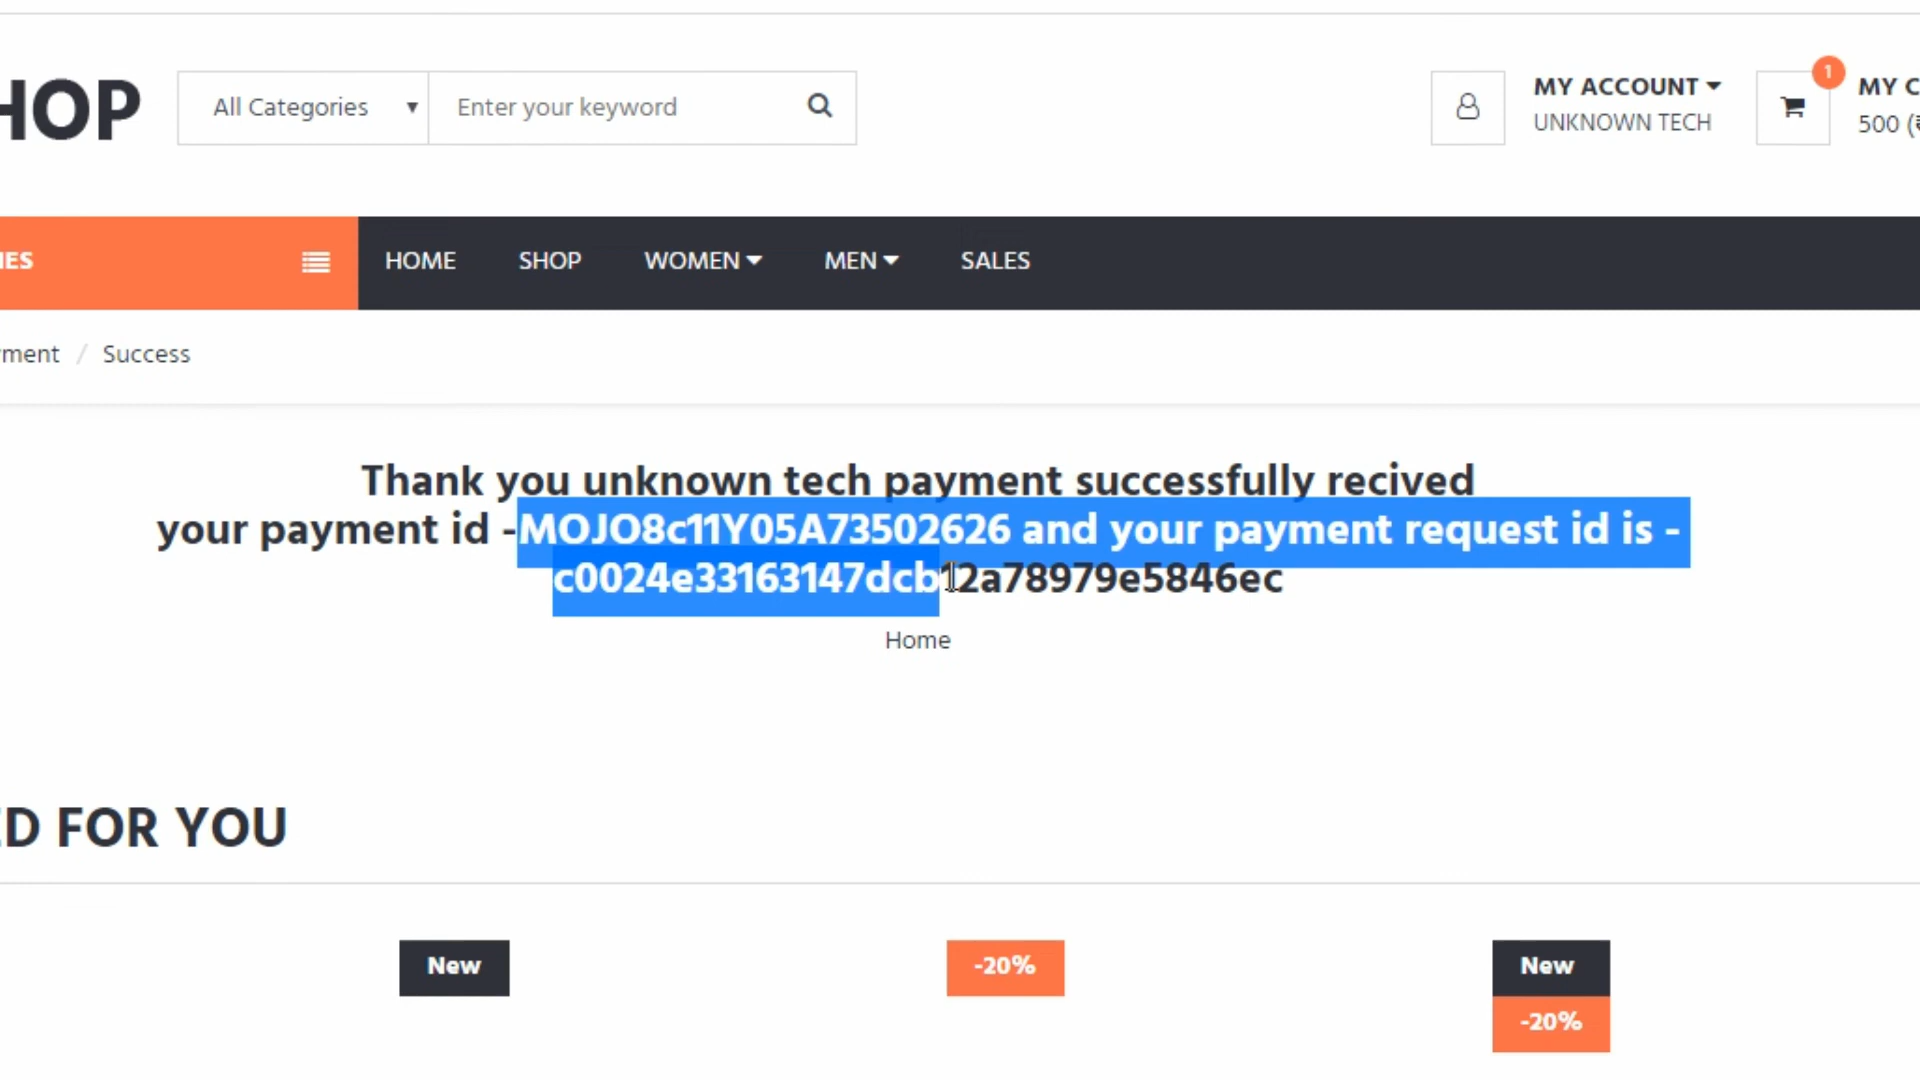 HOP
All Categories
Enter your keyword
MY ACCOUNT
UNKNOWN TECH
1
MY C
500 (₹
IES
HOME
SHOP
WOMEN
MEN
SALES
ment / Success
Thank you unknown tech payment successfully recived
your payment id -MOJO8c11Y05A73502626 and your payment request id is -
c0024e33163147dcb12a78979e5846ec
Home
ED FOR YOU
New
-20%
New
-20%